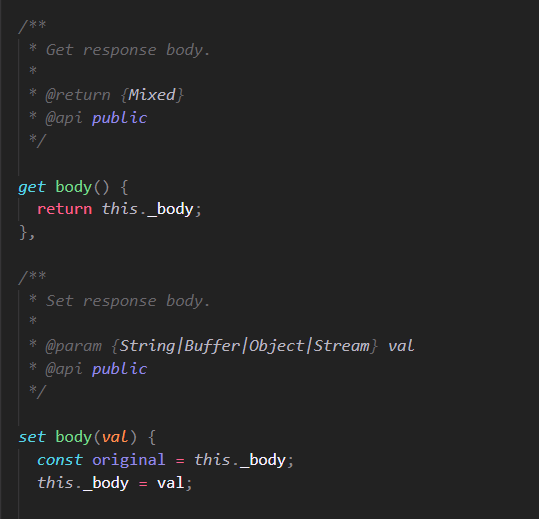 /**
 * Get response body.
 *
 * @return {Mixed}
 * @api public
 */
get body() {
  return this._body;
},
/**
 * Set response body.
 *
 * @param {String|Buffer|Object|Stream} val
 * @api public
 */
set body(val) {
  const original = this._body;
  this._body = val;